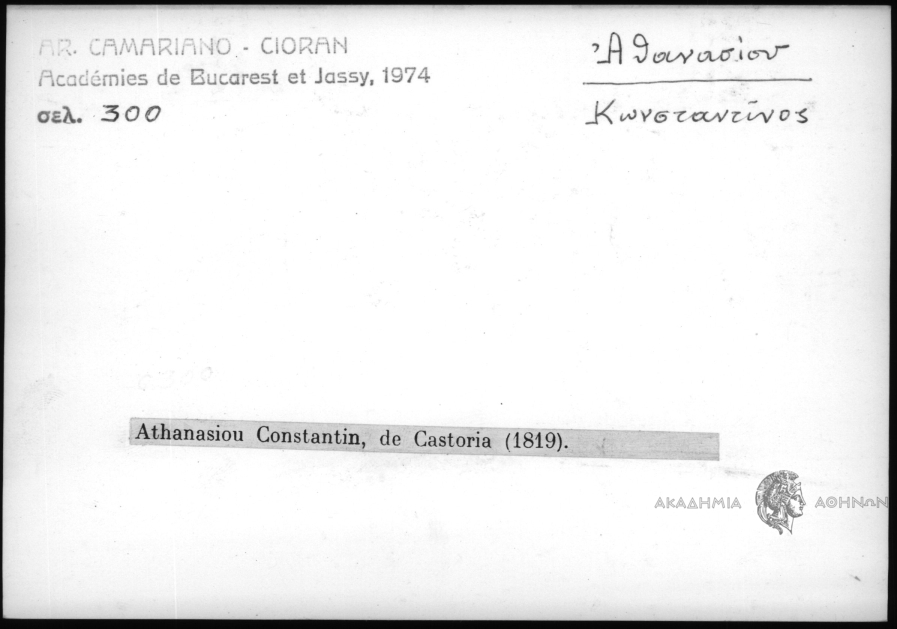 AR. CAMARIANO - CIORAN
Académies de Bucarest et Jassy, 1974
σελ. 300
Ἀθανασίου
Κωνσταντῖνος
Athanasiou Constantin, de Castoria (1819).
ΑΚΑΔΗΜΙΑ ΑΘΗΝΩΝ